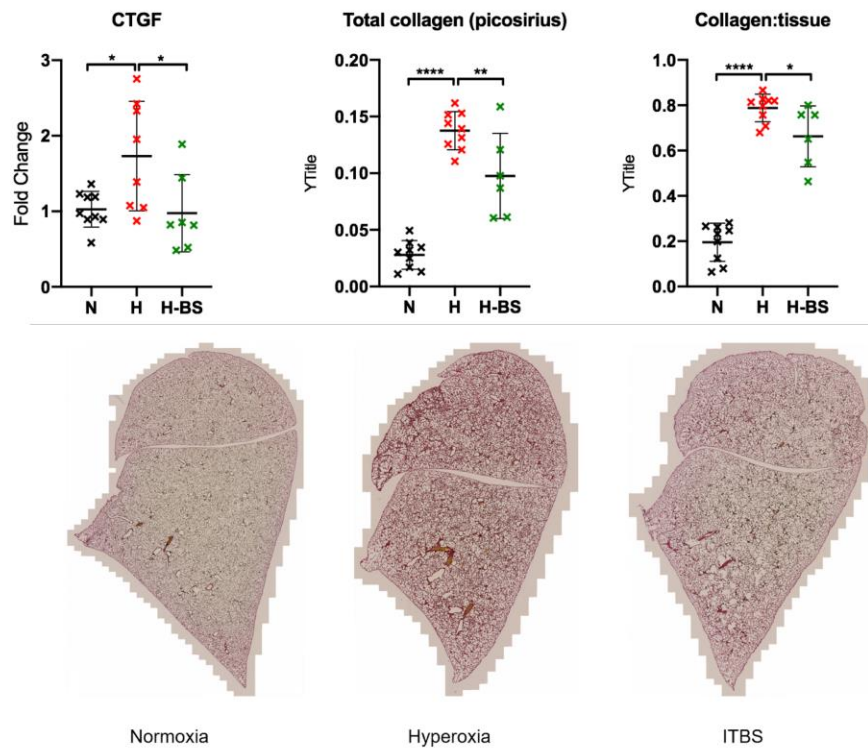 CTGF
Fold Change
3
2
1
0
* *
N H H-BS
Total collagen (picosirius)
YTitle
0.20
0.15
0.10
0.05
0.00
**** **
N H H-BS
Collagen:tissue
YTitle
1.0
0.8
0.6
0.4
0.2
0.0
**** *
N H H-BS
Normoxia
Hyperoxia
ITBS